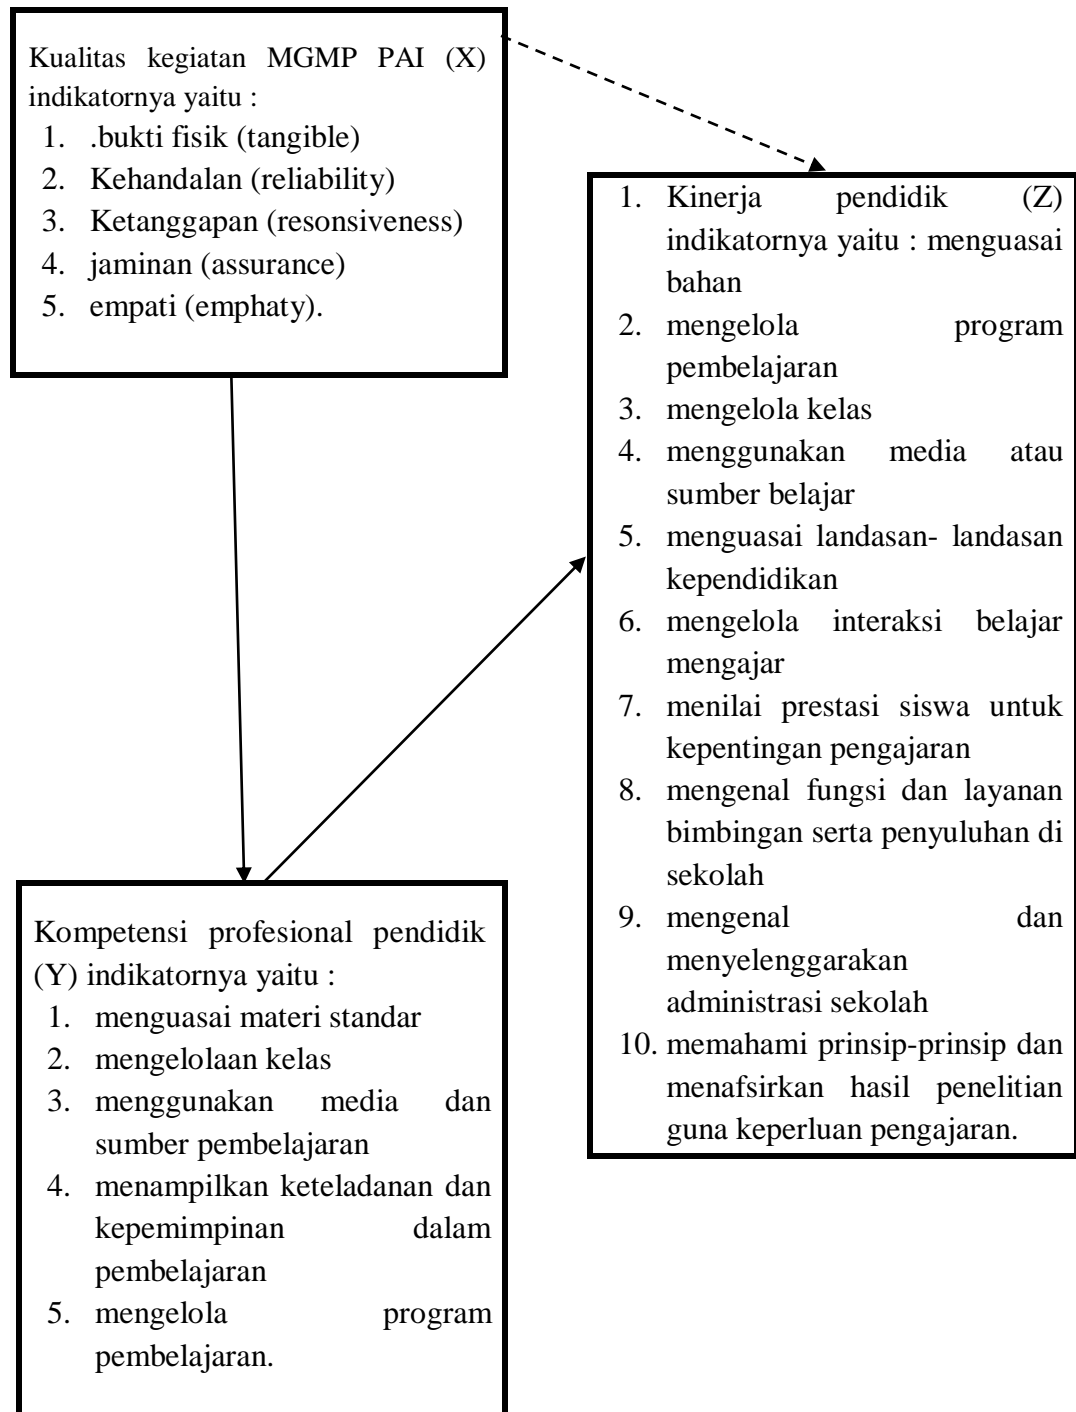 Kualitas kegiatan MGMP PAI (X)
indikatornya yaitu :
1. .bukti fisik (tangible)
2. Kehandalan (reliability)
3. Ketanggapan (resonsiveness)
4. jaminan (assurance)
5. empati (emphaty).
1. Kinerja pendidik (Z)
indikatornya yaitu : menguasai
bahan
2. mengelola program
pembelajaran
3. mengelola kelas
4. menggunakan media atau
sumber belajar
5. menguasai landasan- landasan
kependidikan
6. mengelola interaksi belajar
mengajar
7. menilai prestasi siswa untuk
kepentingan pengajaran
8. mengenal fungsi dan layanan
bimbingan serta penyuluhan di
sekolah
9. mengenal dan
menyelenggarakan
administrasi sekolah
10. memahami prinsip-prinsip dan
menafsirkan hasil penelitian
guna keperluan pengajaran.
Kompetensi profesional pendidik
(Y) indikatornya yaitu :
1. menguasai materi standar
2. mengelolaan kelas
3. menggunakan media dan
sumber pembelajaran
4. menampilkan keteladanan dan
kepemimpinan dalam
pembelajaran
5. mengelola program
pembelajaran.